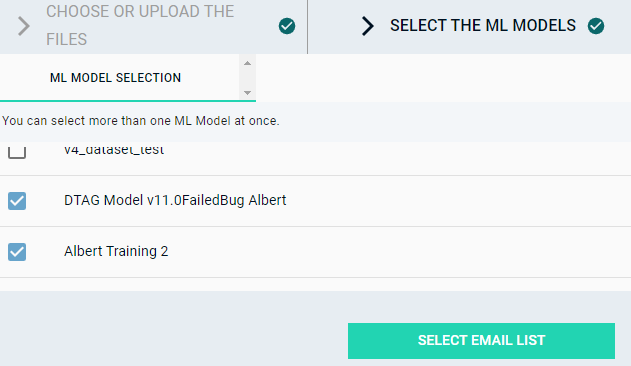 CHOOSE OR UPLOAD THE
FILES
SELECT THE ML MODELS
ML MODEL SELECTION
You can select more than one ML Model at once.
v4_dataset_test
DTAG Model v11.0FailedBug Albert
Albert Training 2
SELECT EMAIL LIST